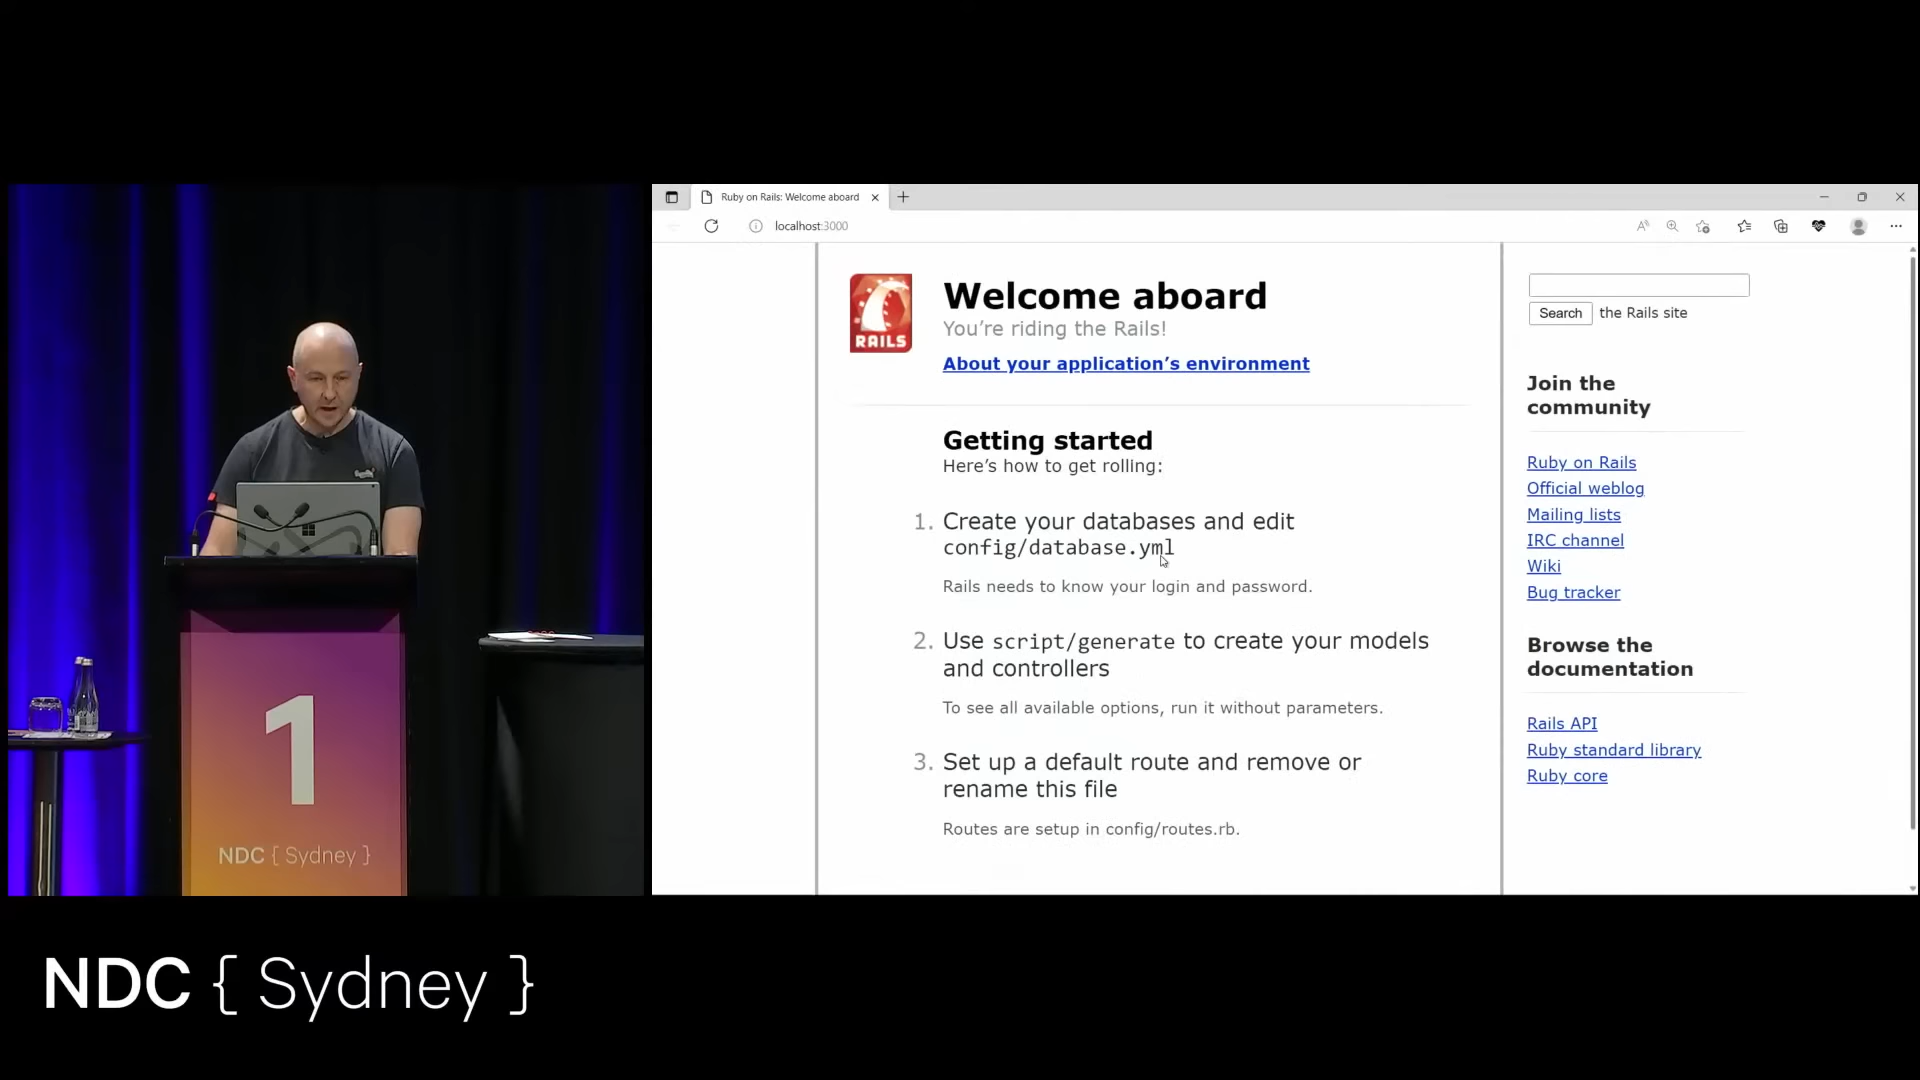 Ruby on Rails: Welcome aboard
localhost:3000
RAILS
Welcome aboard
You're riding the Rails!
About your application's environment
Getting started
Here's how to get rolling:
1. Create your databases and edit
config/database.yml
Rails needs to know your login and password.
2. Use script/generate to create your models
and controllers
To see all available options, run it without parameters.
3. Set up a default route and remove or
rename this file
Routes are setup in config/routes.rb.
Search the Rails site
Join the
community
Ruby on Rails
Official weblog
Mailing lists
IRC channel
Wiki
Bug tracker
Browse the
documentation
Rails API
Ruby standard library
Ruby core
1
NDC { Sydney }
NDC { Sydney }